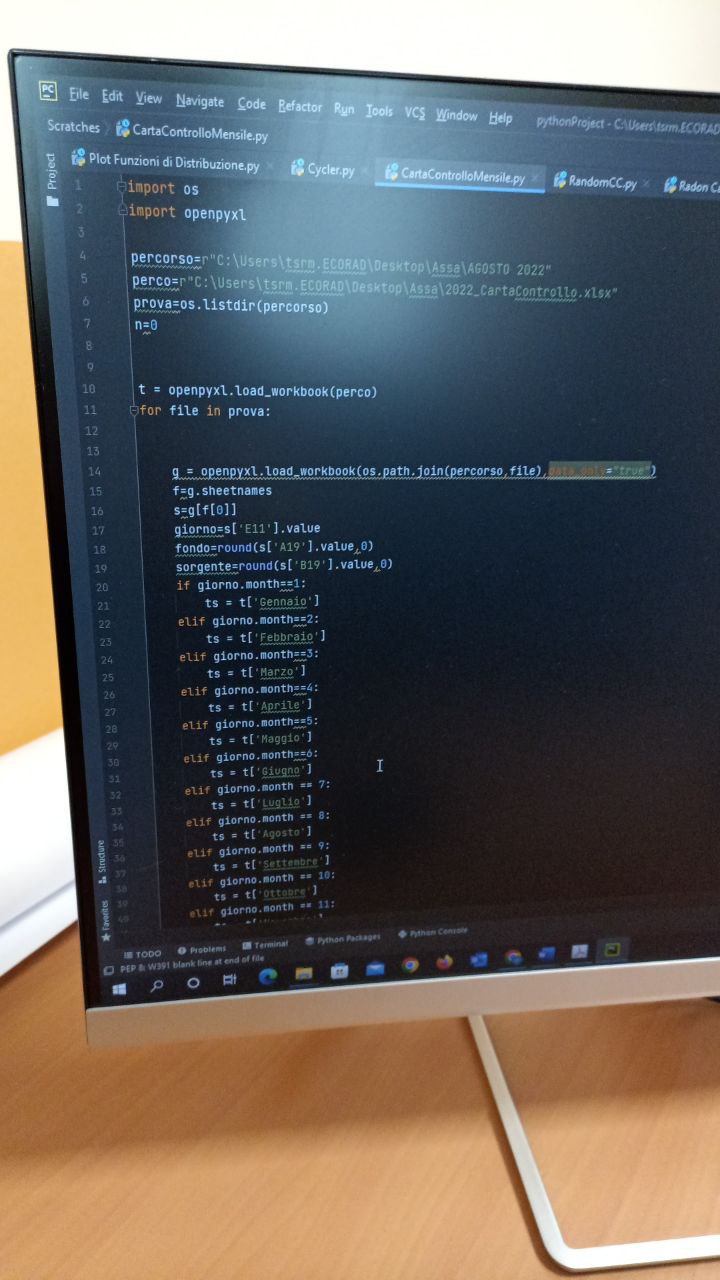 PC File Edit View Navigate Code Refactor Run Tools VCS Window Help pythonProject - C:\Users\tsrm.ECORAD
Scratches CartaControlloMensile.py
Plot Funzioni di Distribuzione.py Cycler.py CartaControlloMensile.py RandomCC.py Radon
Project
1 import os
2 import openpyxl
3
4 percorso=r"C:\Users\tsrm.ECORAD\Desktop\Assa\AGOSTO 2022"
5 perco=r"C:\Users\tsrm.ECORAD\Desktop\Assa\2022_CartaControllo.xlsx"
6 prova=os.listdir(percorso)
7 n=0
8
9
10 t = openpyxl.load_workbook(perco)
11 for file in prova:
12
13
14 g = openpyxl.load_workbook(os.path.join(percorso,file),data_only="true")
15 f=g.sheetnames
16 s=g[f[0]]
17 giorno=s['E11'].value
18 fondo=round(s['A19'].value,0)
19 sorgente=round(s['B19'].value,0)
20 if giorno.month==1:
21 ts = t['Gennaio']
22 elif giorno.month==2:
23 ts = t['Febbraio']
24 elif giorno.month==3:
25 ts = t['Marzo']
26 elif giorno.month==4:
27 ts = t['Aprile']
28 elif giorno.month==5:
29 ts = t['Maggio']
30 elif giorno.month==6:
31 ts = t['Giugno']
32 elif giorno.month == 7:
33 ts = t['Luglio']
34 elif giorno.month == 8:
35 ts = t['Agosto']
36 elif giorno.month == 9:
37 ts = t['Settembre']
38 elif giorno.month == 10:
39 ts = t['Ottobre']
40 elif giorno.month == 11:
Structure
Favorites
TODO Problems Terminal Python Packages Python Console
PEP 8: W391 blank line at end of file